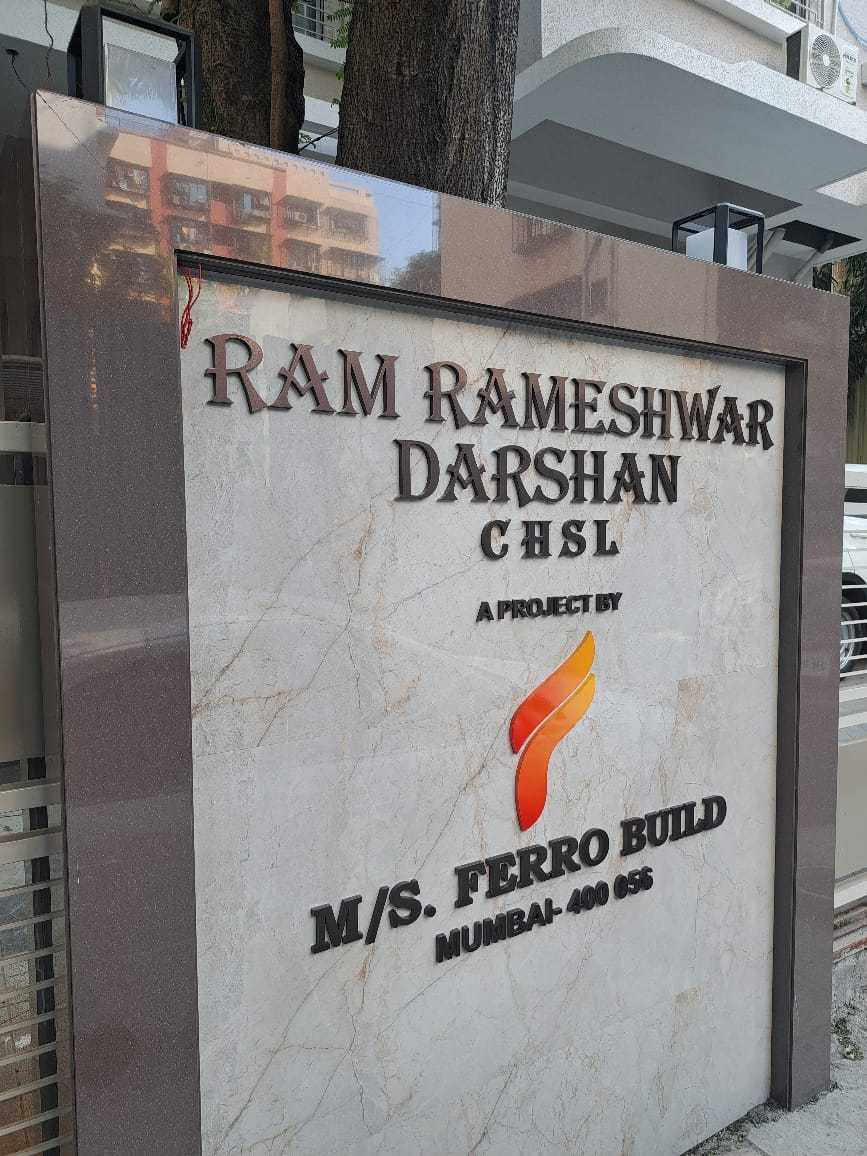 RAM RAMESHWAR
DARSHAN
CHSL
A PROJECT BY
M/S. FERRO BUILD
MUMBAI- 400 056